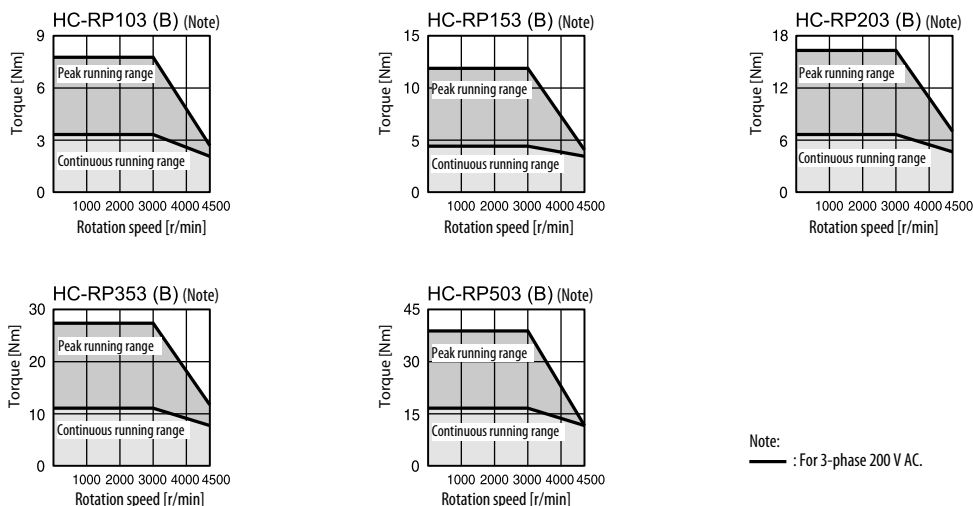 HC-RP103 (B) (Note)
Torque [Nm]
9
6
3
0
Peak running range
Continuous running range
1000 2000 3000 4000 4500
Rotation speed [r/min]
HC-RP153 (B) (Note)
Torque [Nm]
15
10
5
0
Peak running range
Continuous running range
1000 2000 3000 4000 4500
Rotation speed [r/min]
HC-RP203 (B) (Note)
Torque [Nm]
18
12
6
0
Peak running range
Continuous running range
1000 2000 3000 4000 4500
Rotation speed [r/min]
HC-RP353 (B) (Note)
Torque [Nm]
30
20
10
0
Peak running range
Continuous running range
1000 2000 3000 4000 4500
Rotation speed [r/min]
HC-RP503 (B) (Note)
Torque [Nm]
45
30
15
0
Peak running range
Continuous running range
1000 2000 3000 4000 4500
Rotation speed [r/min]
Note:
: For 3-phase 200 V AC.